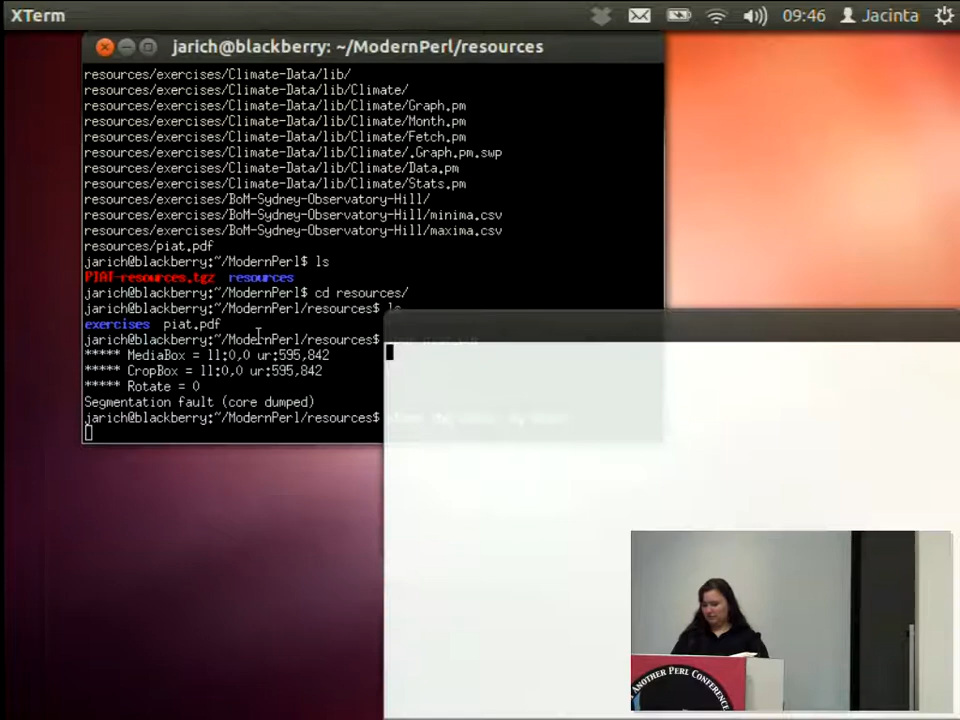 XTerm
09:46 Jacinta
jarich@blackberry: ~/ModernPerl/resources
resources/exercises/Climate-Data/lib/
resources/exercises/Climate-Data/lib/Climate/
resources/exercises/Climate-Data/lib/Climate/Graph.pm
resources/exercises/Climate-Data/lib/Climate/Month.pm
resources/exercises/Climate-Data/lib/Climate/Fetch.pm
resources/exercises/Climate-Data/lib/Climate/.Graph.pm.swp
resources/exercises/Climate-Data/lib/Climate/Data.pm
resources/exercises/Climate-Data/lib/Climate/Stats.pm
resources/exercises/BoM-Sydney-Observatory-Hill/
resources/exercises/BoM-Sydney-Observatory-Hill/minima.csv
resources/exercises/BoM-Sydney-Observatory-Hill/maxima.csv
resources/piat.pdf
jarich@blackberry:~/ModernPerl$ ls
PIAT-resources.tgz resources
jarich@blackberry:~/ModernPerl$ cd resources/
jarich@blackberry:~/ModernPerl/resources$ ls
exercises piat.pdf
jarich@blackberry:~/ModernPerl/resources$
***** MediaBox = ll:0,0 ur:595,842
***** CropBox = ll:0,0 ur:595,842
***** Rotate = 0
Segmentation fault (core dumped)
jarich@blackberry:~/ModernPerl/resources$
ANOTHER PERL CONFERENCE